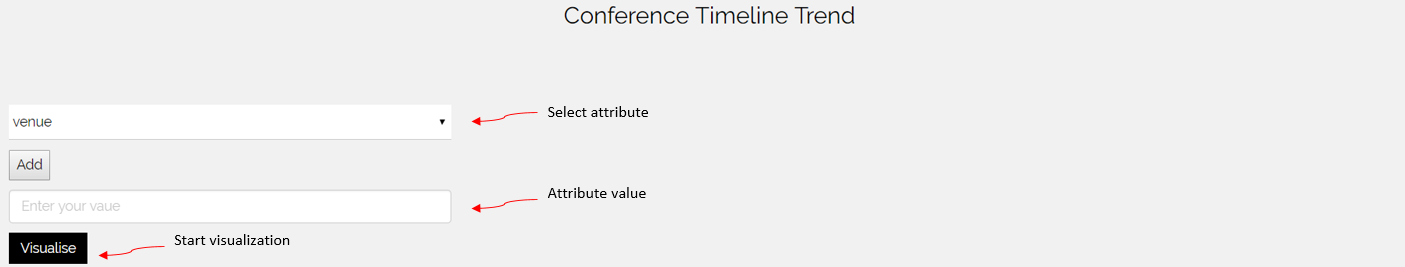 Conference Timeline Trend
venue
Select attribute
Add
Enter your vaue
Attribute value
Visualise
Start visualization